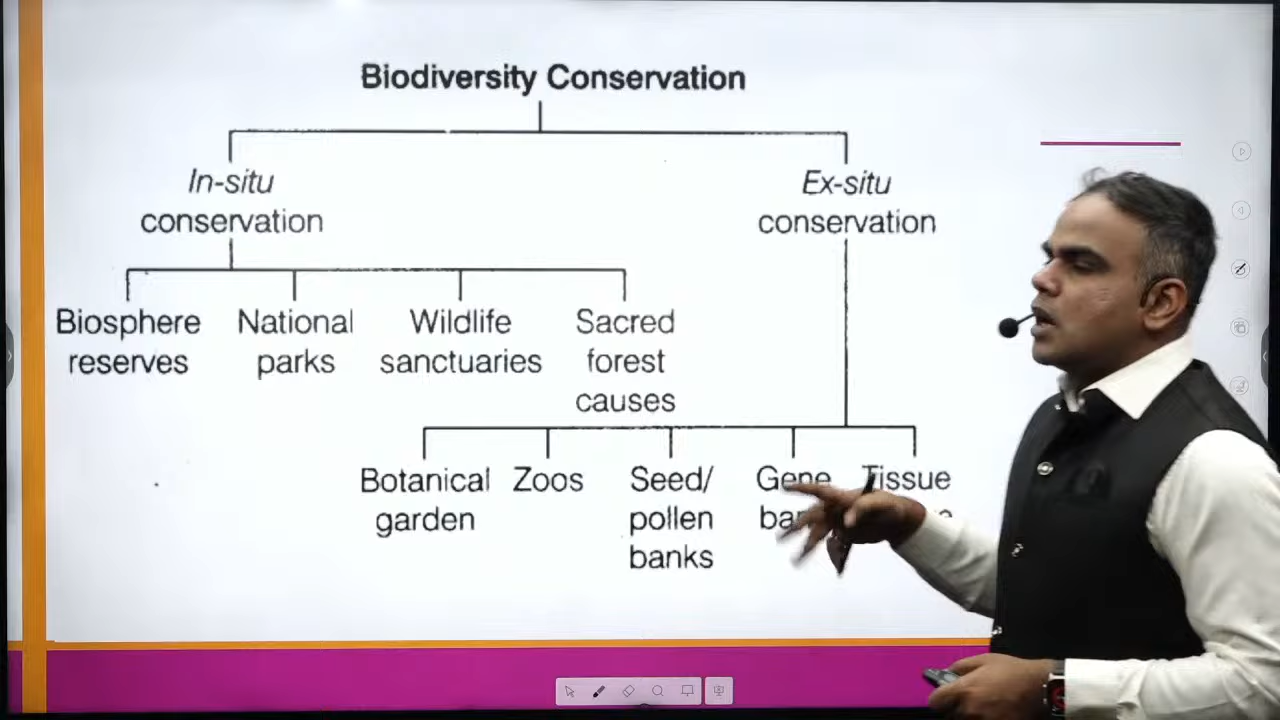 Biodiversity Conservation
In-situ
conservation
Ex-situ
conservation
Biosphere
reserves
National
parks
Wildlife
sanctuaries
Sacred
forest
causes
Botanical
garden
Zoos
Seed/
pollen
banks
Gene
Tissue